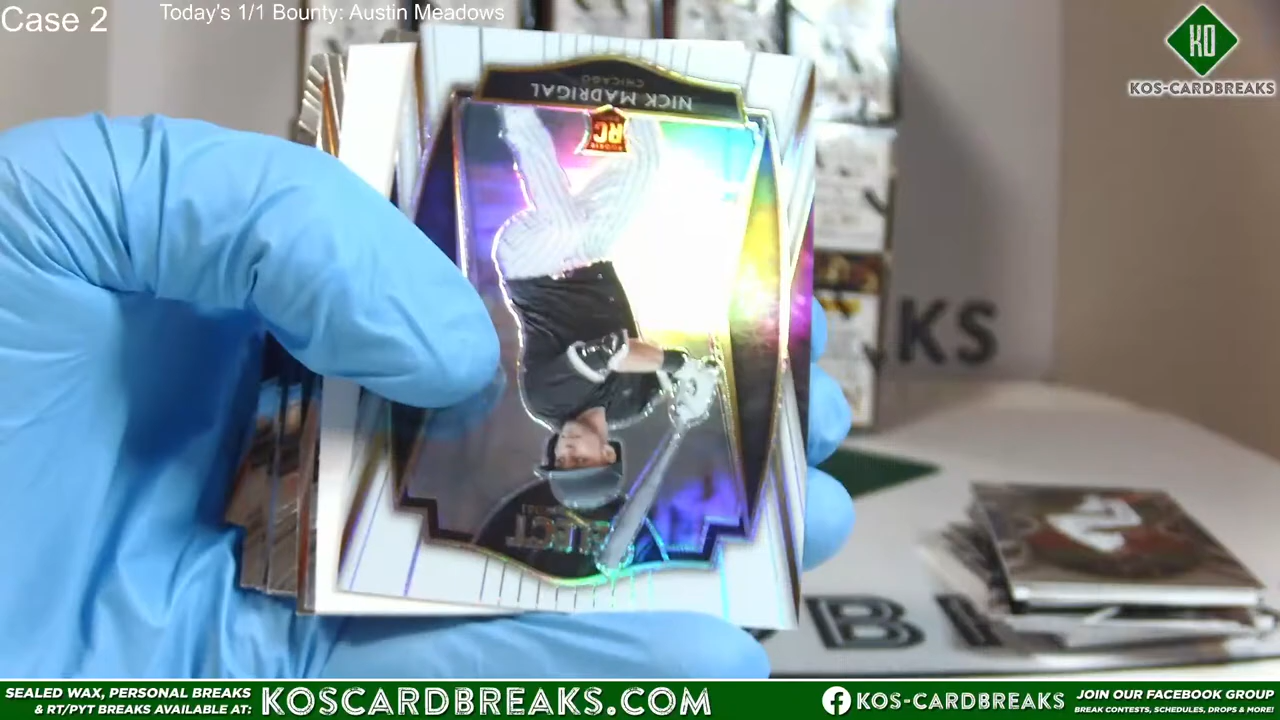 Case 2
Today's 1/1 Bounty: Austin Meadows
KO
KOS-CARDBREAKS
NICK MADRIGAL
CHICAGO
RC
KS
SEALED WAX, PERSONAL BREAKS
& RT/PYT BREAKS AVAILABLE AT:
KOSCARDBREAKS.COM
KOS-CARDBREAKS
JOIN OUR FACEBOOK GROUP
BREAK CONTESTS, SCHEDULES, DROPS & MORE!